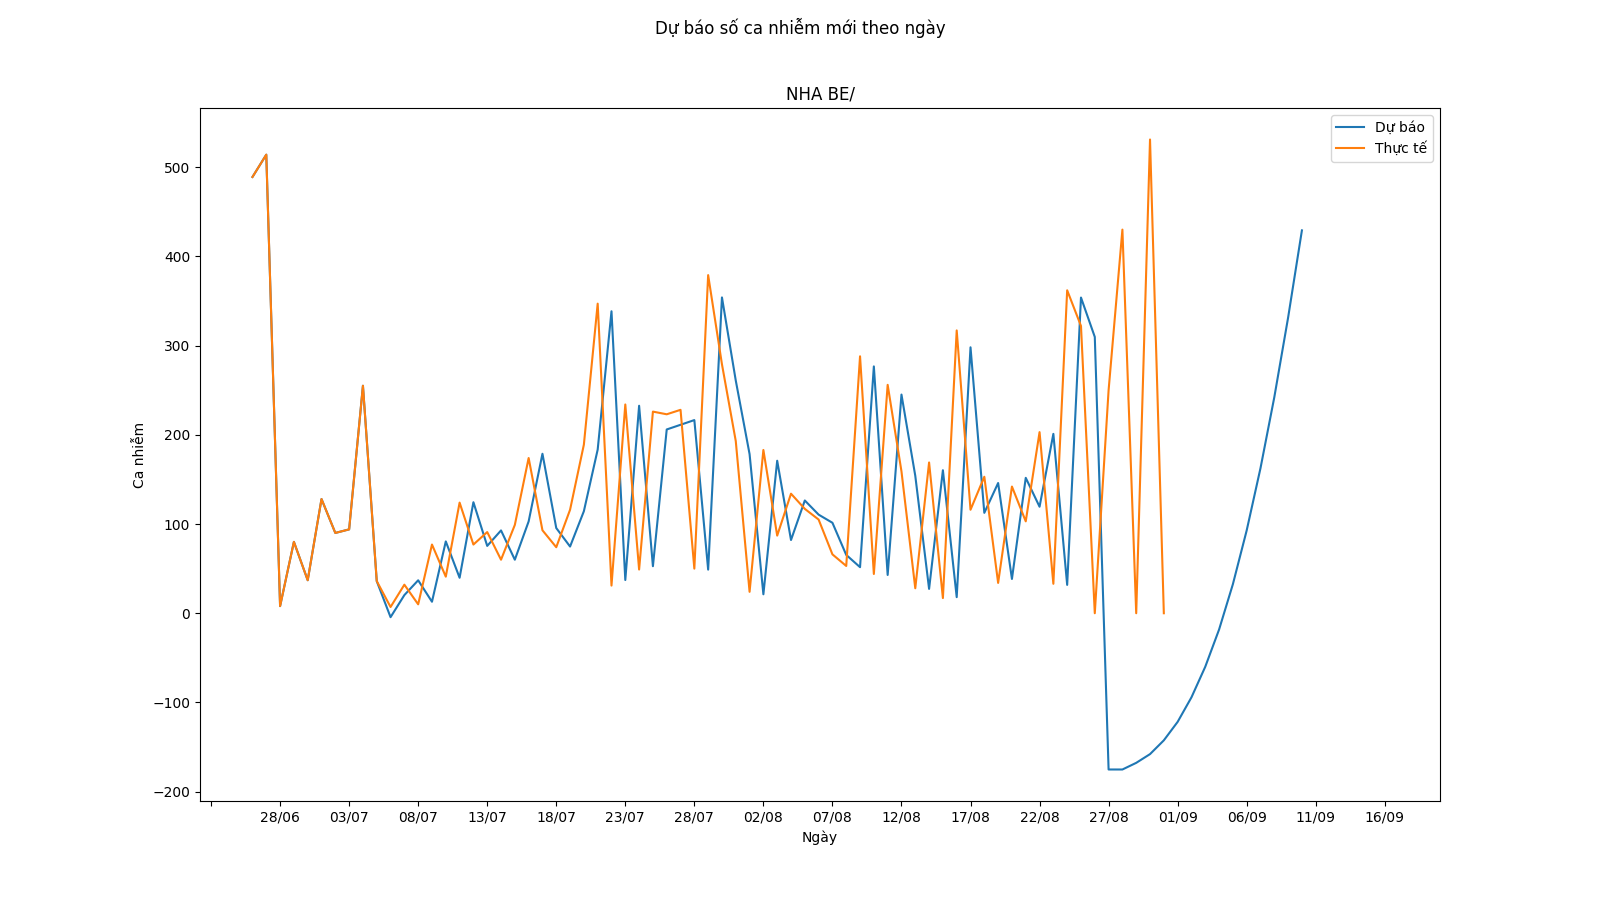 Dự báo số ca nhiễm mới theo ngày
NHA BE/
Dự báo
Thực tế
500
400
300
200
100
0
−100
−200
Ca nhiễm
28/06 03/07 08/07 13/07 18/07 23/07 28/07 02/08 07/08 12/08 17/08 22/08 27/08 01/09 06/09 11/09 16/09
Ngày